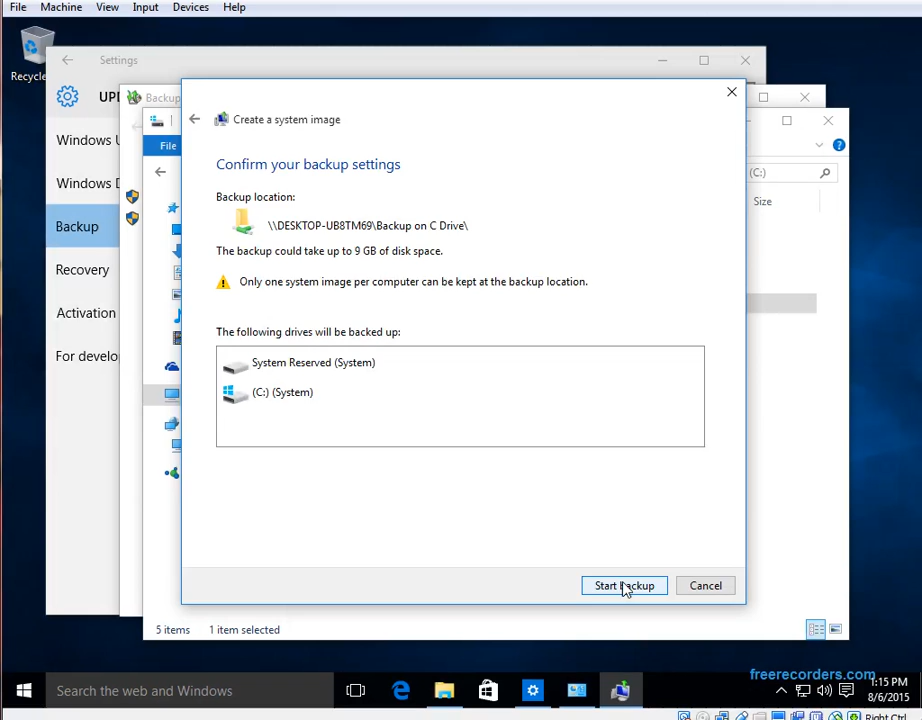 File Machine View Input Devices Help
Recycle
Settings
UPD
Backup
Windows U
Windows D
Backup
Recovery
Activation
For develo
File
(C:)
Size
Create a system image
Confirm your backup settings
Backup location:
\\DESKTOP-UB8TM69\Backup on C Drive\
The backup could take up to 9 GB of disk space.
Only one system image per computer can be kept at the backup location.
The following drives will be backed up:
System Reserved (System)
(C:) (System)
Start backup Cancel
5 items 1 item selected
freerecorders.com
Search the web and Windows
1:15 PM
8/6/2015
Right Ctrl